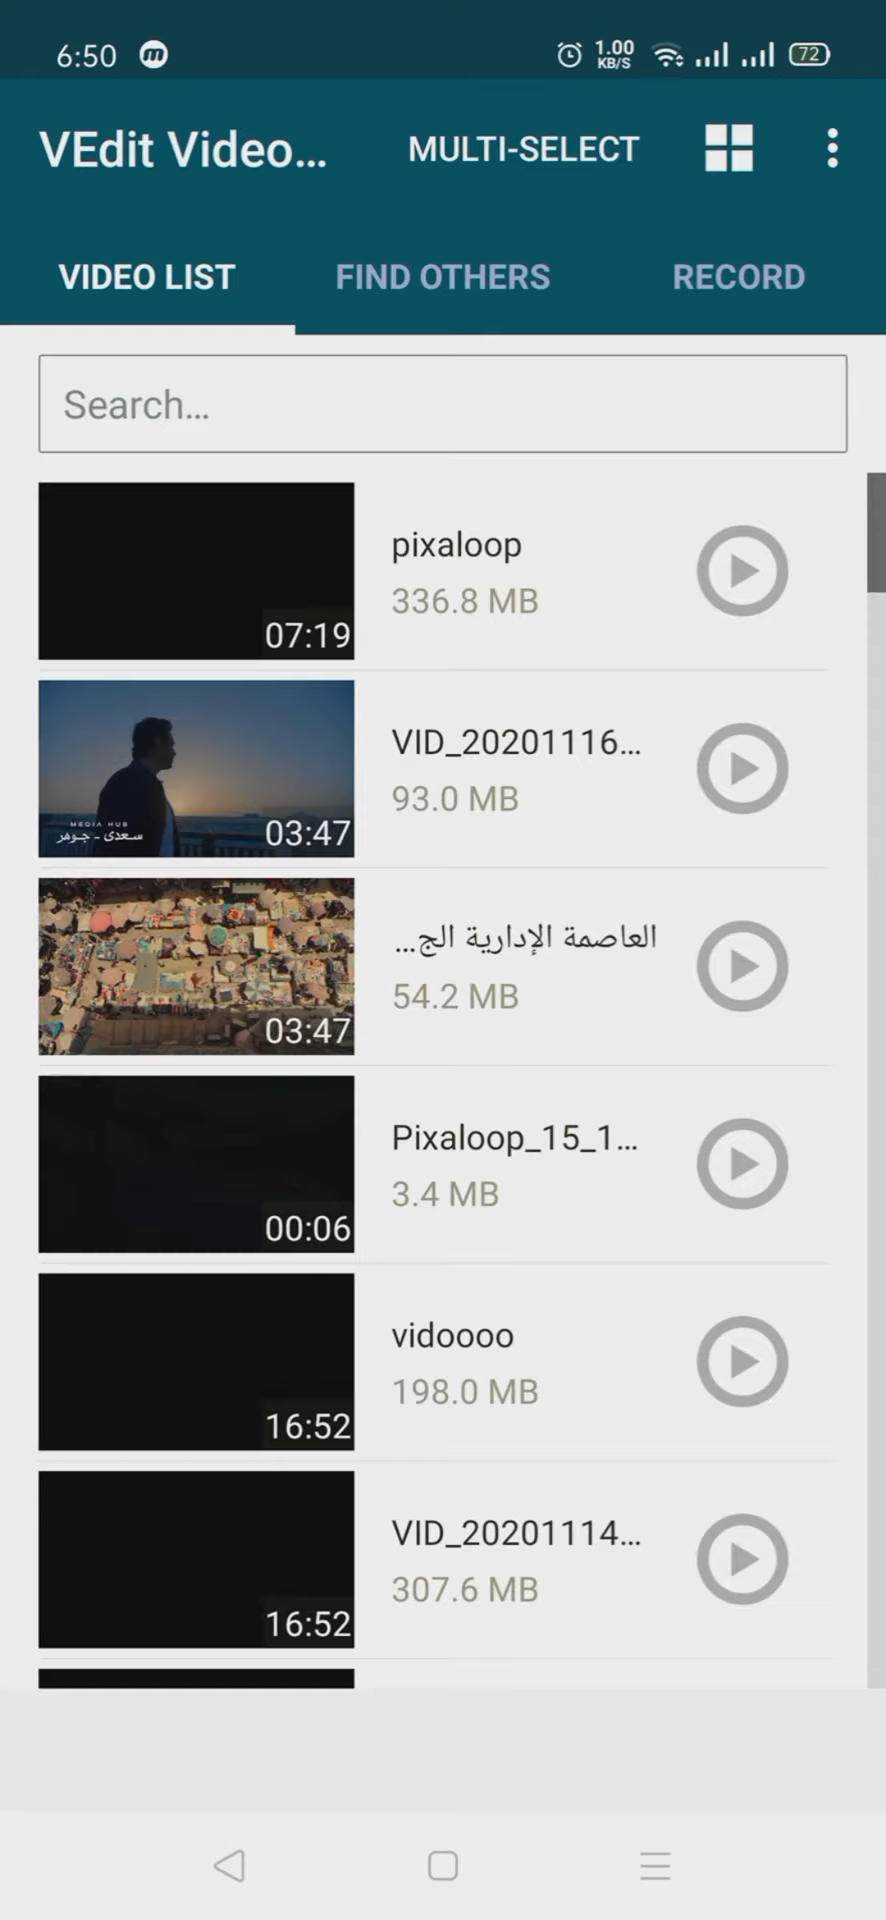 6:50
1.00
KB/S
72
VEdit Video...
MULTI-SELECT
VIDEO LIST
FIND OTHERS
RECORD
Search...
07:19
pixaloop
336.8 MB
MEDIA HUB
سعدى - جوهر
03:47
VID_20201116...
93.0 MB
03:47
العاصمة الإدارية الج...
54.2 MB
00:06
Pixaloop_15_1...
3.4 MB
16:52
vidoooo
198.0 MB
16:52
VID_20201114...
307.6 MB